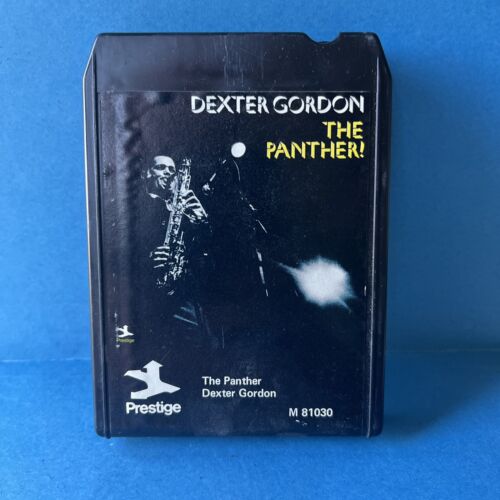 DEXTER GORDON
THE
PANTHER!
Prestige
Prestige
The Panther
Dexter Gordon
M 81030